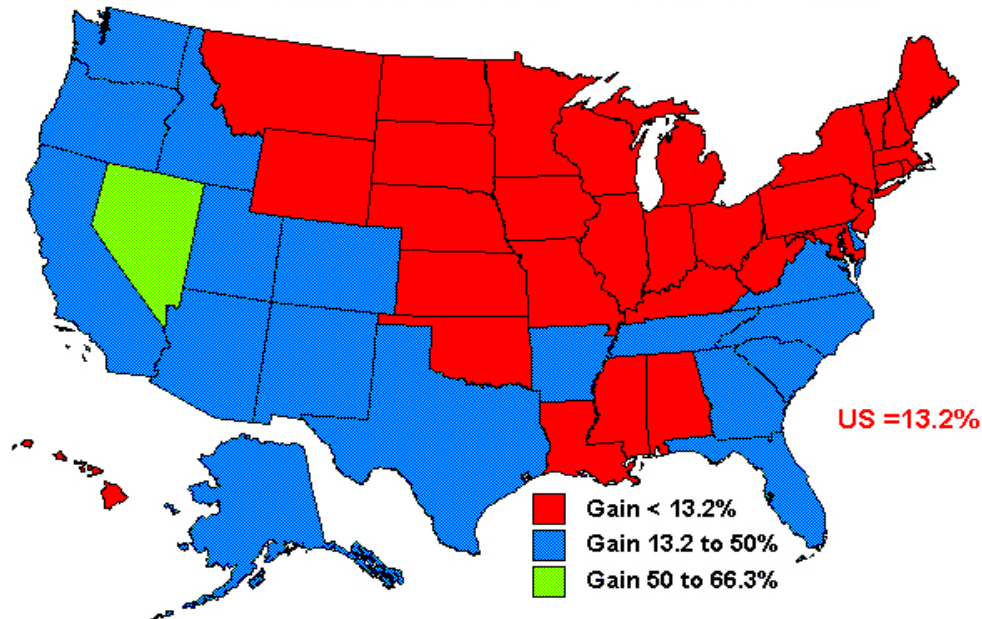 US =13.2%
Gain < 13.2%
Gain 13.2 to 50%
Gain 50 to 66.3%